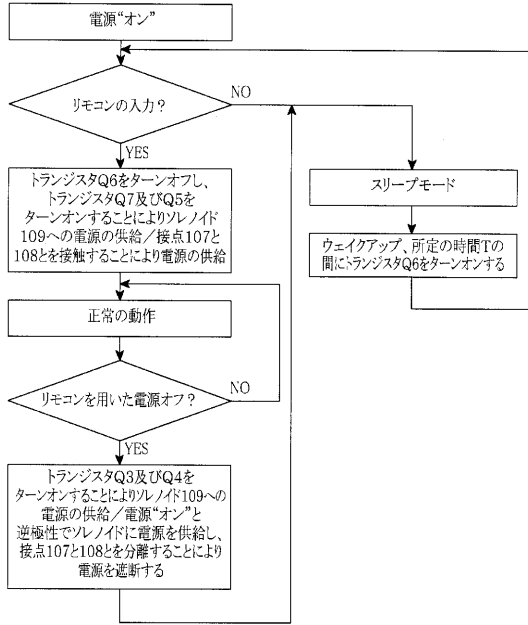 電源“オン”
リモコンの入力?
NO
YES
トランジスタQ6をターンオフし、
トランジスタQ7及びQ5を
ターンオンすることによりソレノイド
109への電源の供給/接点107と
108とを接触することにより電源の供給
正常の動作
リモコンを用いた電源オフ?
NO
YES
トランジスタQ3及びQ4を
ターンオンすることによりソレノイド109への
電源の供給/電源“オン”と
逆極性でソレノイドに電源を供給し、
接点107と108とを分離することにより
電源を遮断する
スリープモード
ウェイクアップ、所定の時間Tの
間にトランジスタQ6をターンオンする